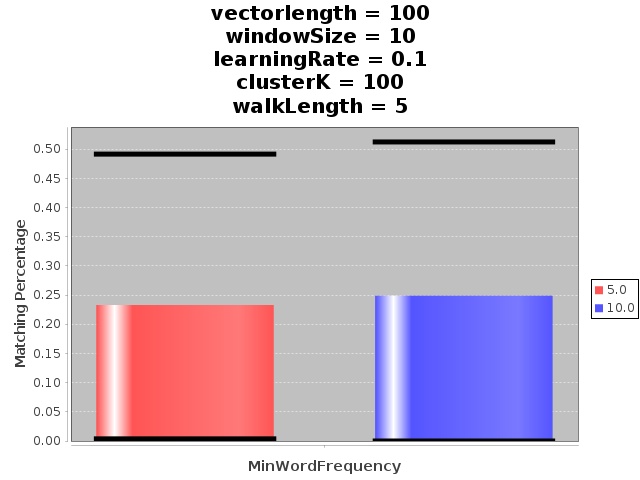 vectorlength = 100
windowSize = 10
learningRate = 0.1
clusterK = 100
walkLength = 5
0.50
0.45
0.40
0.35
0.30
0.25
0.20
0.15
0.10
0.05
0.00
Matching Percentage
MinWordFrequency
5.0
10.0